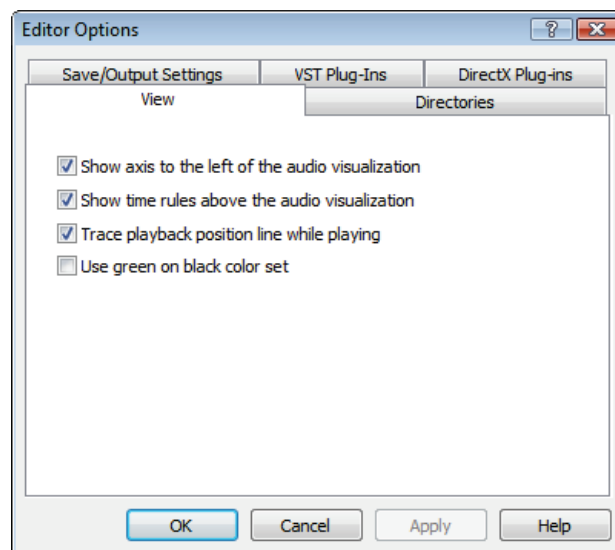 Editor Options
Save/Output Settings VST Plug-Ins DirectX Plug-ins
View Directories
Show axis to the left of the audio visualization
Show time rules above the audio visualization
Trace playback position line while playing
Use green on black color set
OK Cancel Apply Help